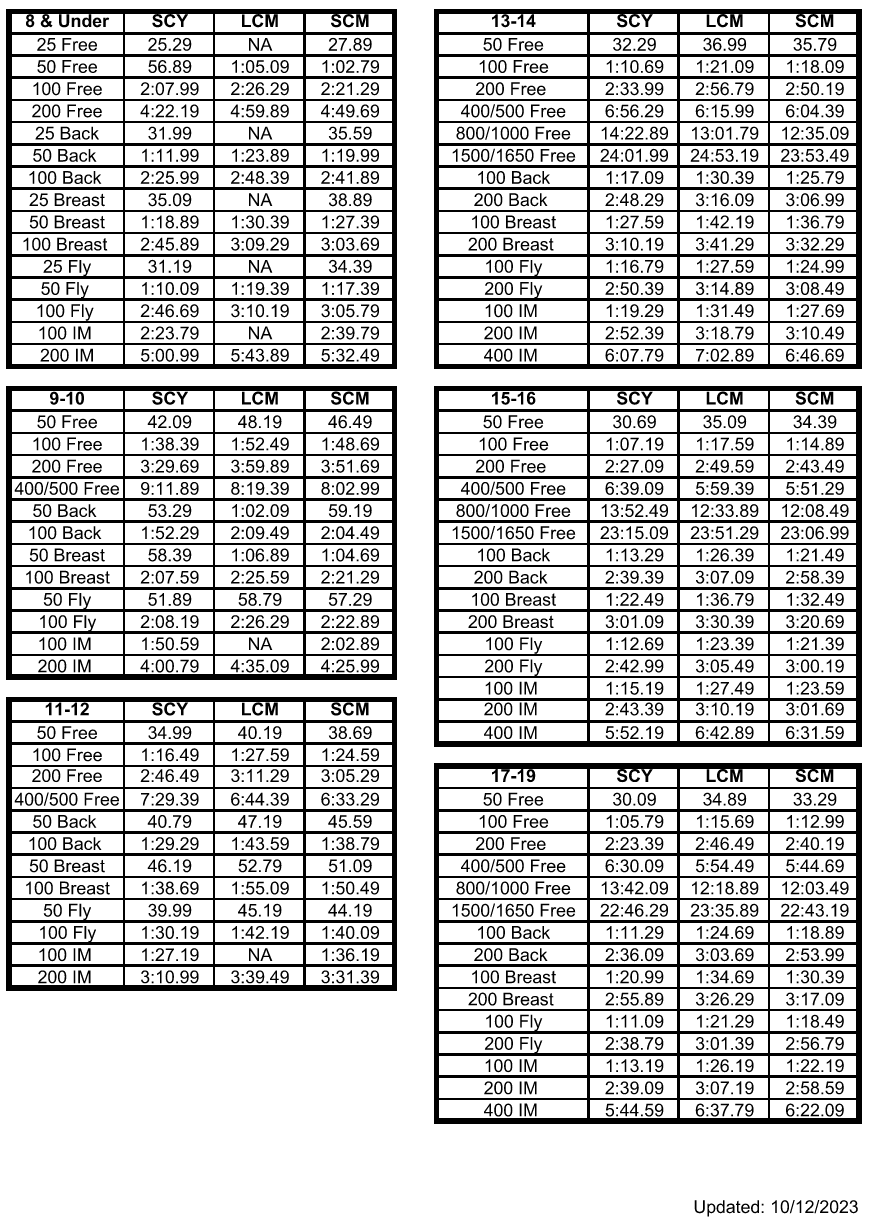 8 & Under SCY LCM SCM
25 Free 25.29 NA 27.89
50 Free 56.89 1:05.09 1:02.79
100 Free 2:07.99 2:26.29 2:21.29
200 Free 4:22.19 4:59.89 4:49.69
25 Back 31.99 NA 35.59
50 Back 1:11.99 1:23.89 1:19.99
100 Back 2:25.99 2:48.39 2:41.89
25 Breast 35.09 NA 38.89
50 Breast 1:18.89 1:30.39 1:27.39
100 Breast 2:45.89 3:09.29 3:03.69
25 Fly 31.19 NA 34.39
50 Fly 1:10.09 1:19.39 1:17.39
100 Fly 2:46.69 3:10.19 3:05.79
100 IM 2:23.79 NA 2:39.79
200 IM 5:00.99 5:43.89 5:32.49
9-10 SCY LCM SCM
50 Free 42.09 48.19 46.49
100 Free 1:38.39 1:52.49 1:48.69
200 Free 3:29.69 3:59.89 3:51.69
400/500 Free 9:11.89 8:19.39 8:02.99
50 Back 53.29 1:02.09 59.19
100 Back 1:52.29 2:09.49 2:04.49
50 Breast 58.39 1:06.89 1:04.69
100 Breast 2:07.59 2:25.59 2:21.29
50 Fly 51.89 58.79 57.29
100 Fly 2:08.19 2:26.29 2:22.89
100 IM 1:50.59 NA 2:02.89
200 IM 4:00.79 4:35.09 4:25.99
11-12 SCY LCM SCM
50 Free 34.99 40.19 38.69
100 Free 1:16.49 1:27.59 1:24.59
200 Free 2:46.49 3:11.29 3:05.29
400/500 Free 7:29.39 6:44.39 6:33.29
50 Back 40.79 47.19 45.59
100 Back 1:29.29 1:43.59 1:38.79
50 Breast 46.19 52.79 51.09
100 Breast 1:38.69 1:55.09 1:50.49
50 Fly 39.99 45.19 44.19
100 Fly 1:30.19 1:42.19 1:40.09
100 IM 1:27.19 NA 1:36.19
200 IM 3:10.99 3:39.49 3:31.39
13-14 SCY LCM SCM
50 Free 32.29 36.99 35.79
100 Free 1:10.69 1:21.09 1:18.09
200 Free 2:33.99 2:56.79 2:50.19
400/500 Free 6:56.29 6:15.99 6:04.39
800/1000 Free 14:22.89 13:01.79 12:35.09
1500/1650 Free 24:01.99 24:53.19 23:53.49
100 Back 1:17.09 1:30.39 1:25.79
200 Back 2:48.29 3:16.09 3:06.99
100 Breast 1:27.59 1:42.19 1:36.79
200 Breast 3:10.19 3:41.29 3:32.29
100 Fly 1:16.79 1:27.59 1:24.99
200 Fly 2:50.39 3:14.89 3:08.49
100 IM 1:19.29 1:31.49 1:27.69
200 IM 2:52.39 3:18.79 3:10.49
400 IM 6:07.79 7:02.89 6:46.69
15-16 SCY LCM SCM
50 Free 30.69 35.09 34.39
100 Free 1:07.19 1:17.59 1:14.89
200 Free 2:27.09 2:49.59 2:43.49
400/500 Free 6:39.09 5:59.39 5:51.29
800/1000 Free 13:52.49 12:33.89 12:08.49
1500/1650 Free 23:15.09 23:51.29 23:06.99
100 Back 1:13.29 1:26.39 1:21.49
200 Back 2:39.39 3:07.09 2:58.39
100 Breast 1:22.49 1:36.79 1:32.49
200 Breast 3:01.09 3:30.39 3:20.69
100 Fly 1:12.69 1:23.39 1:21.39
200 Fly 2:42.99 3:05.49 3:00.19
100 IM 1:15.19 1:27.49 1:23.59
200 IM 2:43.39 3:10.19 3:01.69
400 IM 5:52.19 6:42.89 6:31.59
17-19 SCY LCM SCM
50 Free 30.09 34.89 33.29
100 Free 1:05.79 1:15.69 1:12.99
200 Free 2:23.39 2:46.49 2:40.19
400/500 Free 6:30.09 5:54.49 5:44.69
800/1000 Free 13:42.09 12:18.89 12:03.49
1500/1650 Free 22:46.29 23:35.89 22:43.19
100 Back 1:11.29 1:24.69 1:18.89
200 Back 2:36.09 3:03.69 2:53.99
100 Breast 1:20.99 1:34.69 1:30.39
200 Breast 2:55.89 3:26.29 3:17.09
100 Fly 1:11.09 1:21.29 1:18.49
200 Fly 2:38.79 3:01.39 2:56.79
100 IM 1:13.19 1:26.19 1:22.19
200 IM 2:39.09 3:07.19 2:58.59
400 IM 5:44.59 6:37.79 6:22.09
Updated: 10/12/2023